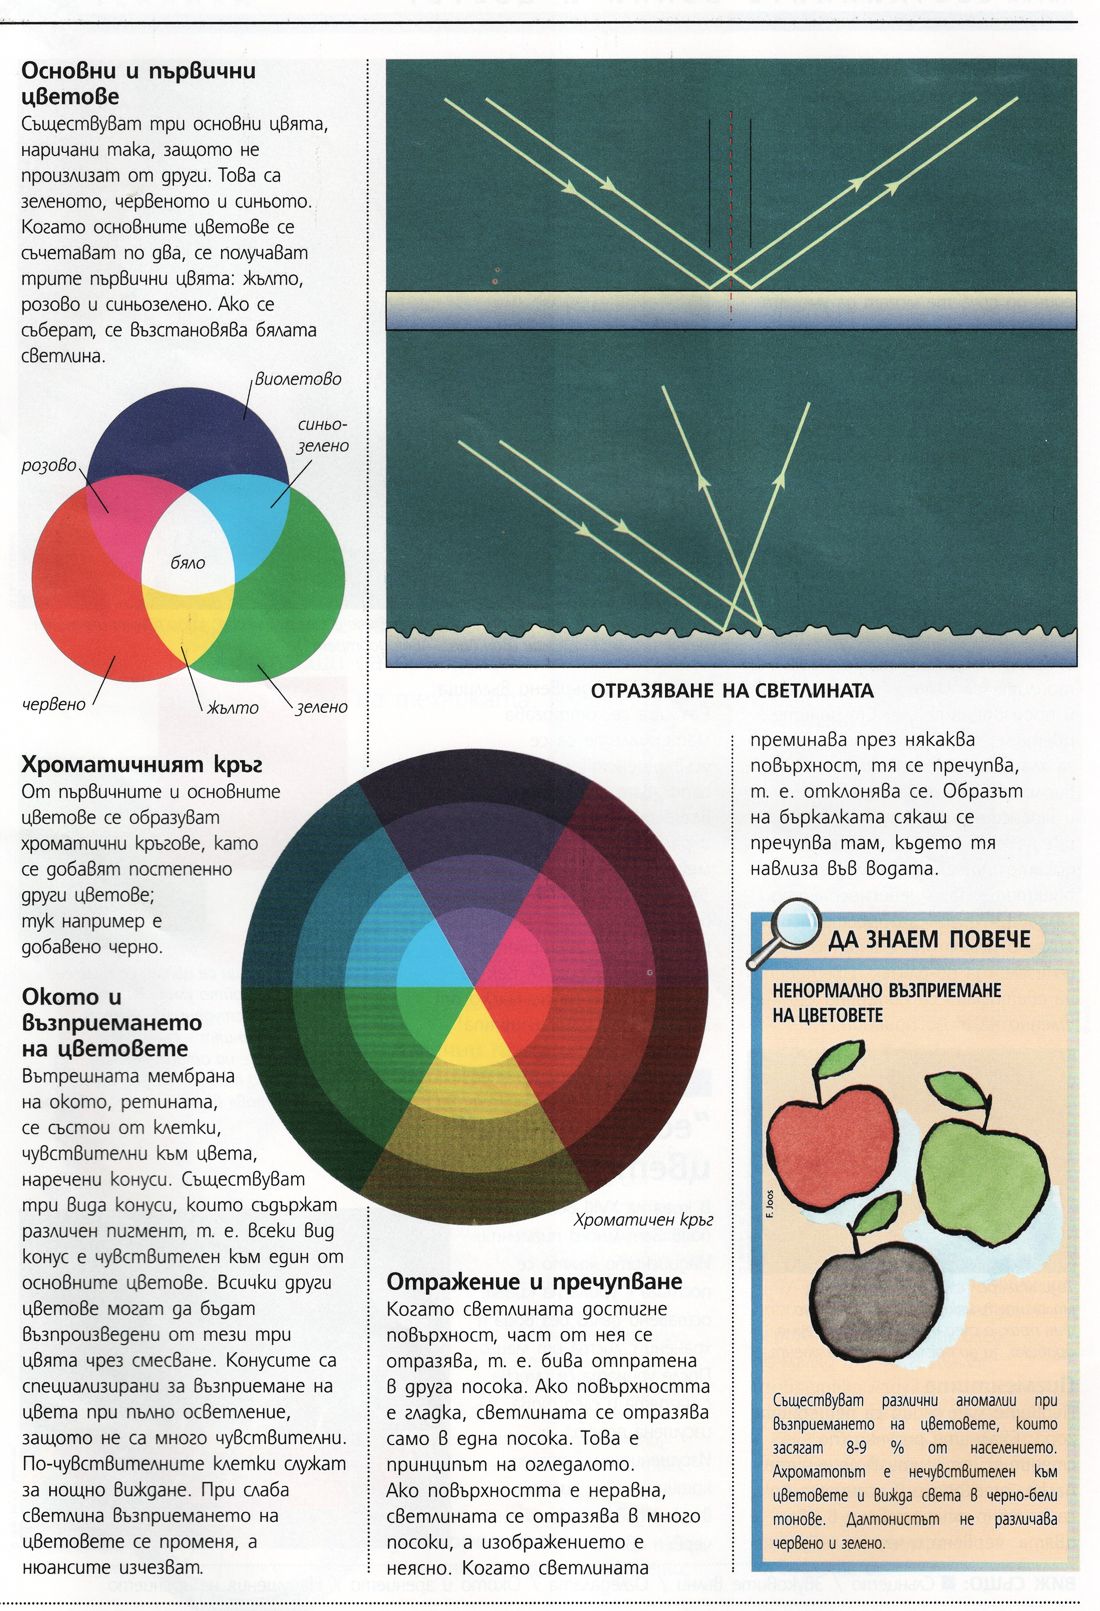 Основни и първични
цветове
Съществуват три основни цвята,
наричани така, защото не
произлизат от други. Това са
зеленото, червеното и синьото.
Когато основните цветове се
съчетават по два, се получават
трите първични цвята: жълто,
розово и синьозелено. Ако се
съберат, се възстановява бялата
светлина.
виолетово
синьо-
зелено
розово
бяло
червено
жълто
зелено
ОТРАЗЯВАНЕ НА СВЕТЛИНАТА
Хроматичният кръг
От първичните и основните
цветове се образуват
хроматични кръгове, като
се добавят постепенно
други цветове;
тук например е
добавено черно.
Окото и
възприемането
на цветовете
Вътрешната мембрана
на окото, ретината,
се състои от клетки,
чувствителни към цвета,
наречени конуси. Съществуват
три вида конуси, които съдържат
различен пигмент, т. е. всеки вид
конус е чувствителен към един от
основните цветове. Всички други
цветове могат да бъдат
възпроизведени от тези три
цвята чрез смесване. Конусите са
специализирани за възприемане на
цвета при пълно осветление,
защото не са много чувствителни.
По-чувствителните клетки служат
за нощно виждане. При слаба
светлина възприемането на
цветовете се променя, а
нюансите изчезват.
Хроматичен кръг
Отражение и пречупване
Когато светлината достигне
повърхност, част от нея се
отразява, т. е. бива отпратена
в друга посока. Ако повърхността
е гладка, светлината се отразява
само в една посока. Това е
принципът на огледалото.
Ако повърхността е неравна,
светлината се отразява в много
посоки, а изображението е
неясно. Когато светлината
преминава през някаква
повърхност, тя се пречупва,
т. е. отклонява се. Образът
на бъркалката сякаш се
пречупва там, където тя
навлиза във водата.
ДА ЗНАЕМ ПОВЕЧЕ
НЕНОРМАЛНО ВЪЗПРИЕМАНЕ
НА ЦВЕТОВЕТЕ
F. Joos
Съществуват различни аномалии при
възприемането на цветовете, които
засягат 8-9 % от населението.
Ахроматопът е нечувствителен към
цветовете и вижда света в черно-бели
тонове. Далтонистът не различава
червено и зелено.